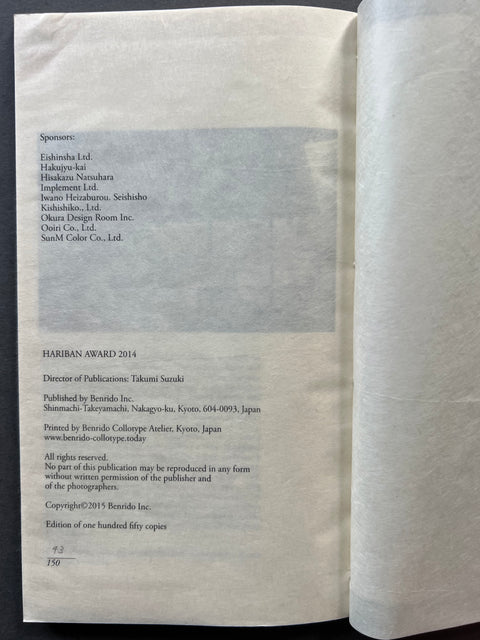 Sponsors:
Eishinsha Ltd.
Hakujyu-kai
Hisakazu Natsuhara
Implement Ltd.
Iwano Heizaburou. Seishisho
Kishishiko., Ltd.
Okura Design Room Inc.
Ooiri Co., Ltd.
SunM Color Co., Ltd.
HARIBAN AWARD 2014
Director of Publications: Takumi Suzuki
Published by Benrido Inc.
Shinmachi-Takeyamachi, Nakagyo-ku, Kyoto. 604-0093, Japan
Printed by Benrido Collotype Atelier, Kyoto, Japan
www.benrido-collotype.today
All rights reserved.
No part of this publication may be reproduced in any form
without written permission of the publisher and
of the photographers.
Copyright©2015 Benrido Inc.
Edition of one hundred fifty copies
93
150